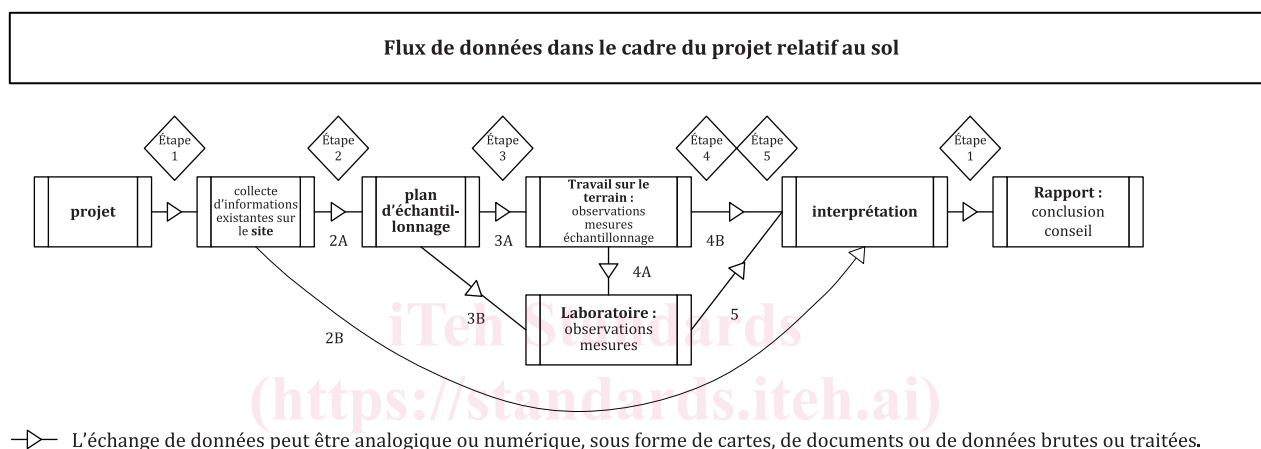 Flux de données dans le cadre du projet relatif au sol
Étape
1
Étape
2
Étape
3
Étape
4
Étape
5
Étape
1
projet
collecte
d'informations
existantes sur
le site
2A
plan
d'échantil-
lonnage
3A
Travail sur le
terrain :
observations
mesures
échantillonnage
4B
interprétation
Rapport :
conclusion
conseil
4A
3B
Laboratoire :
observations
mesures
5
2B
iTeh Standards
(https://standards.iteh.ai)
L'échange de données peut être analogique ou numérique, sous forme de cartes, de documents ou de données brutes ou traitées.